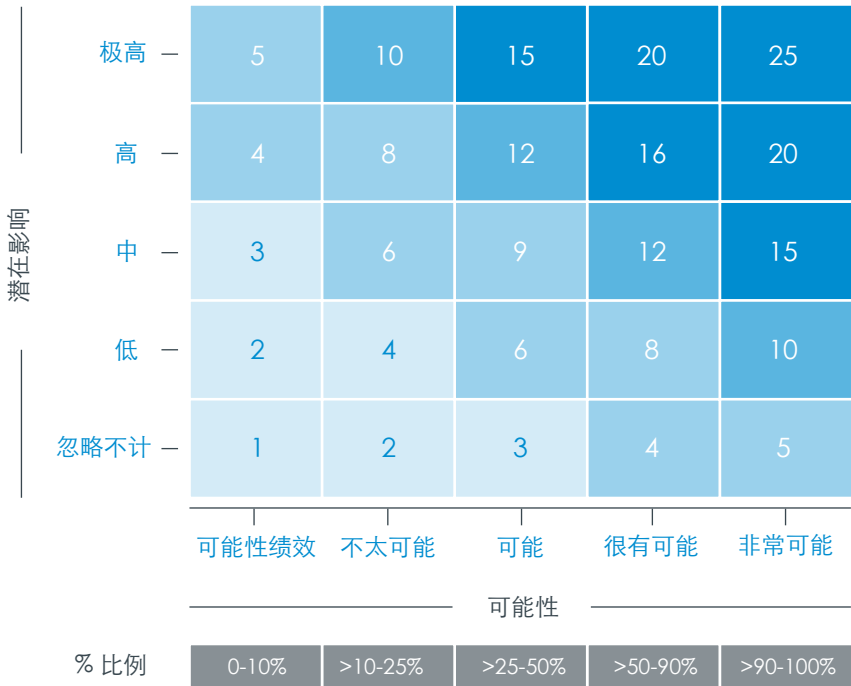 潜在影响
极高 5 10 15 20 25
高 4 8 12 16 20
中 3 6 9 12 15
低 2 4 6 8 10
忽略不计 1 2 3 4 5
可能性绩效 不太可能 可能 很有可能 非常可能
可能性
% 比例 0-10% >10-25% >25-50% >50-90% >90-100%